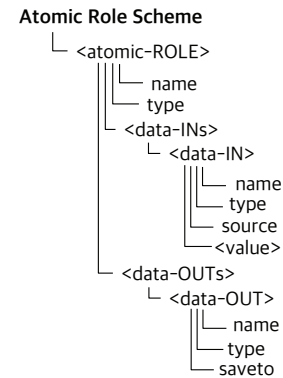 Atomic Role Scheme
<atomic-ROLE>
name
type
<data-INs>
<data-IN>
name
type
source
<value>
<data-OUTs>
<data-OUT>
name
type
saveto